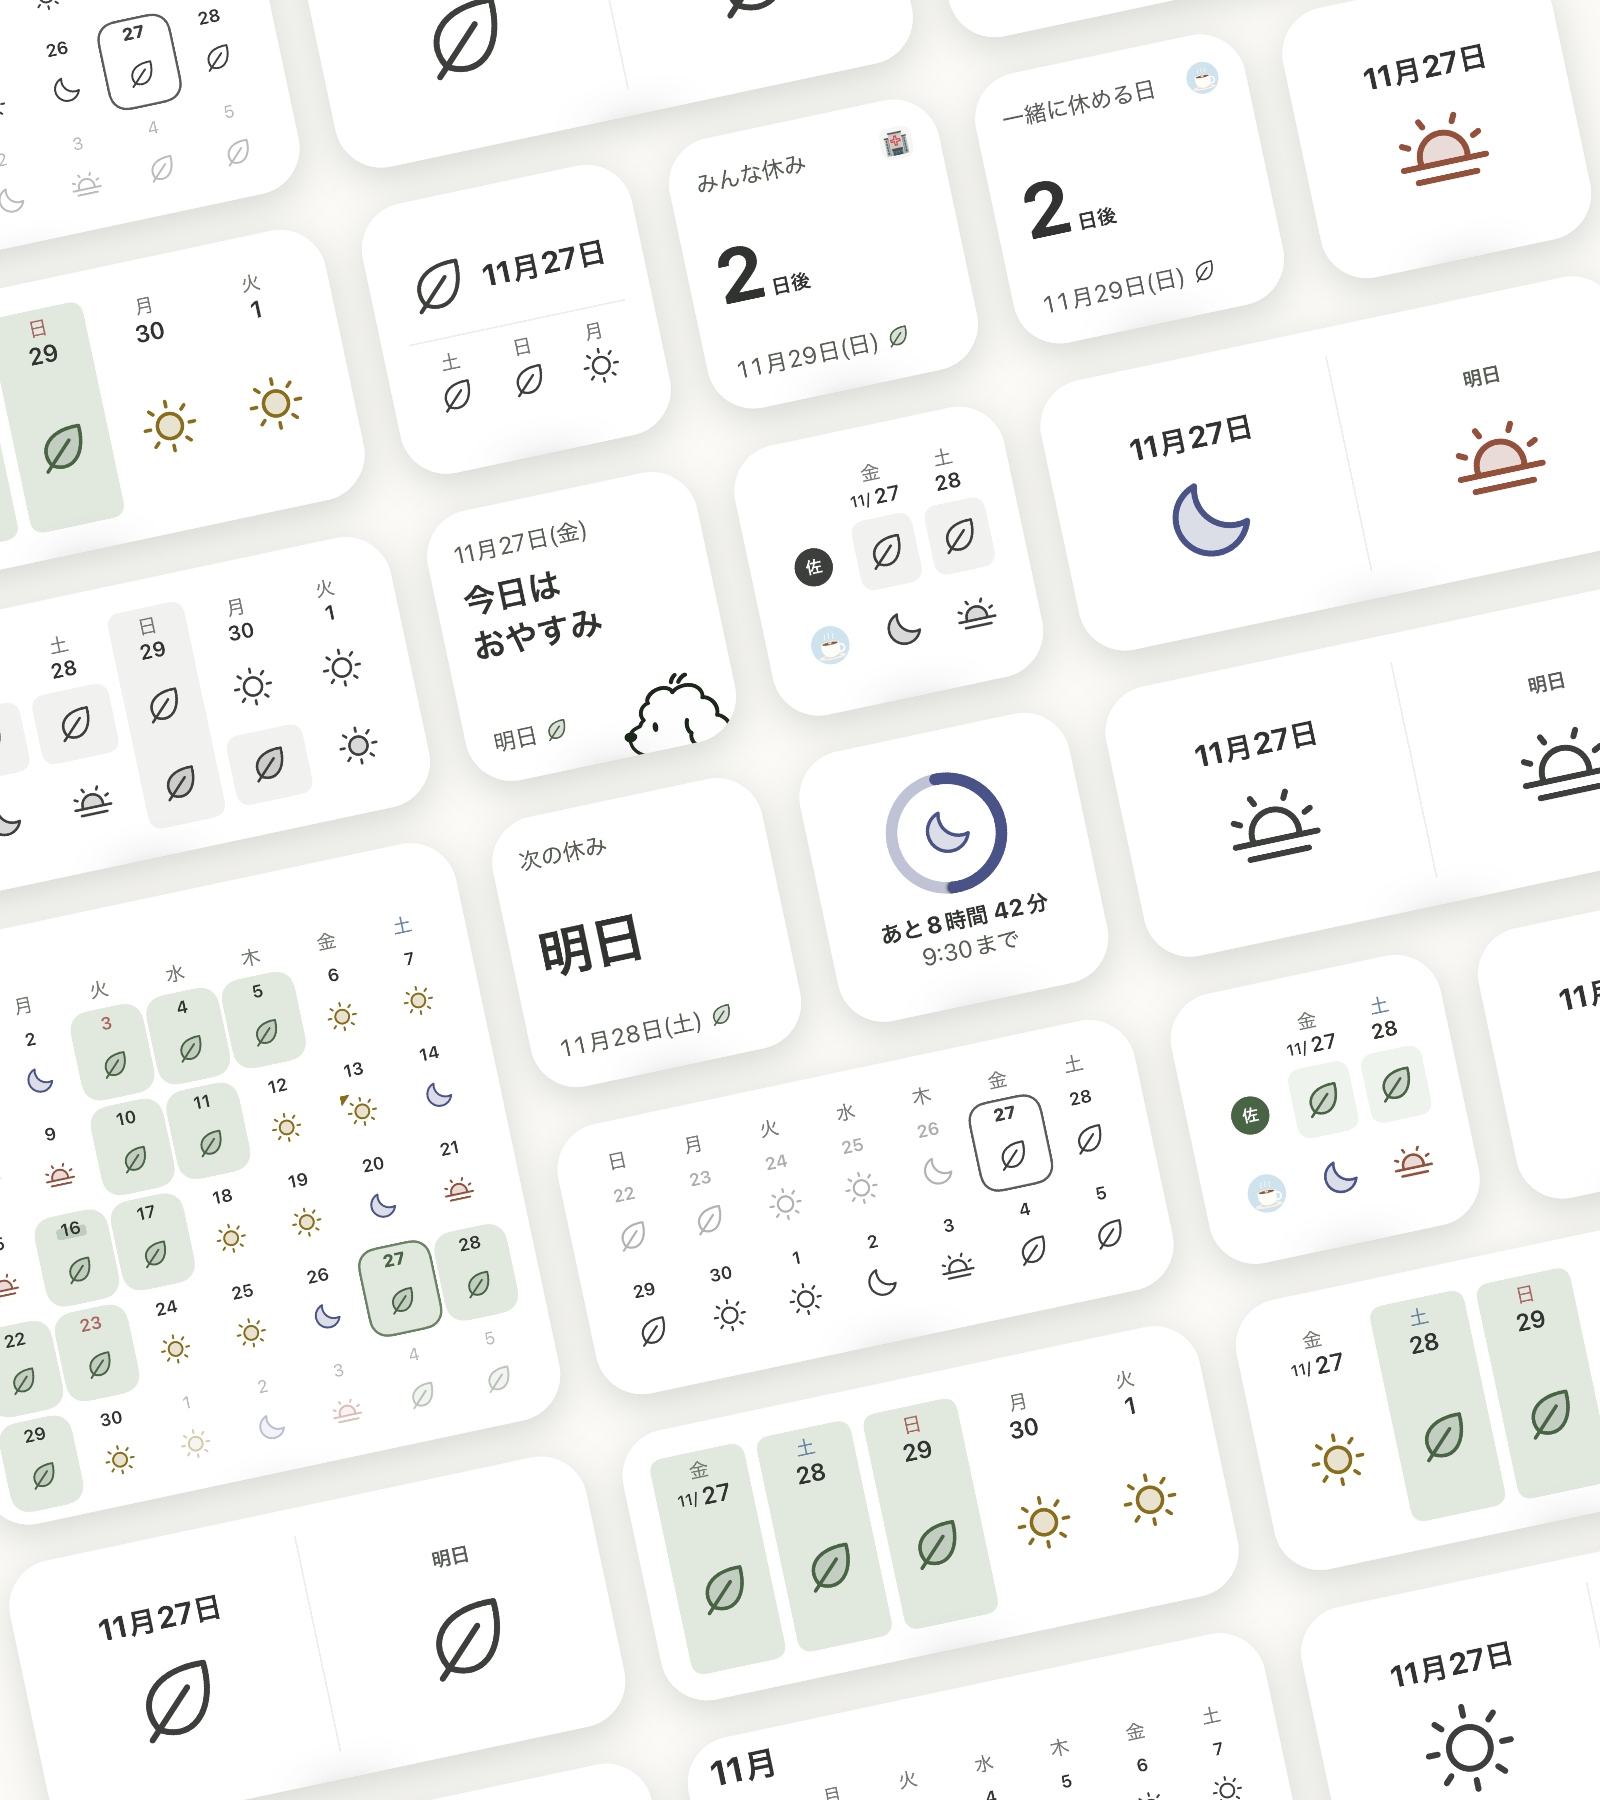 26 27 28
2 3 4 5
日 月 火
29 30 1
11月27日
土 日 月
みんな休み
2日後
11月29日(日)
一緒に休める日
2日後
11月29日(日)
11月27日
土 日 月 火
28 29 30 1
11月27日(金)
今日は
おやすみ
明日
金 土
11/27 28
佐
11月27日
明日
月 火 水 木 金 土
2 3 4 5 6 7
9 10 11 12 13 14
16 17 18 19 20 21
22 23 24 25 26 27 28
29 30 1 2 3 4 5
次の休み
明日
11月28日(土)
あと8時間 42分
9:30まで
11月27日
明日
日 月 火 水 木 金 土
22 23 24 25 26 27 28
29 30 1 2 3 4 5
金 土
11/27 28
佐
11月27日
明日
金 土 日 月 火
11/27 28 29 30 1
金 土 日
11/27 28 29
11月
月 火 水 木 金 土
4 5 6 7
11月27日